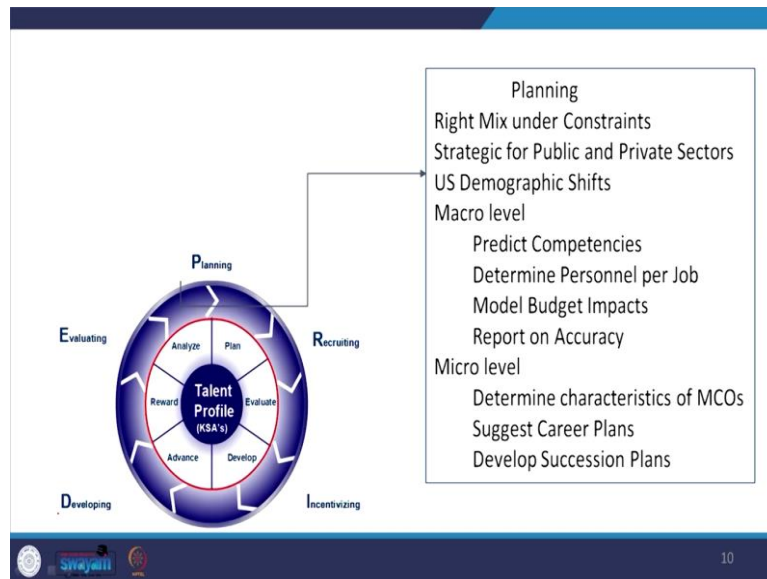 Planning
Right Mix under Constraints
Strategic for Public and Private Sectors
US Demographic Shifts
Macro level
Predict Competencies
Determine Personnel per Job
Model Budget Impacts
Report on Accuracy
Micro level
Determine characteristics of MCOs
Suggest Career Plans
Develop Succession Plans
Planning
Evaluating
Recruiting
Analyze
Plan
Reward
Talent
Profile
(KSA's)
Evaluate
Advance
Develop
Developing
Incentivizing
swayam
10